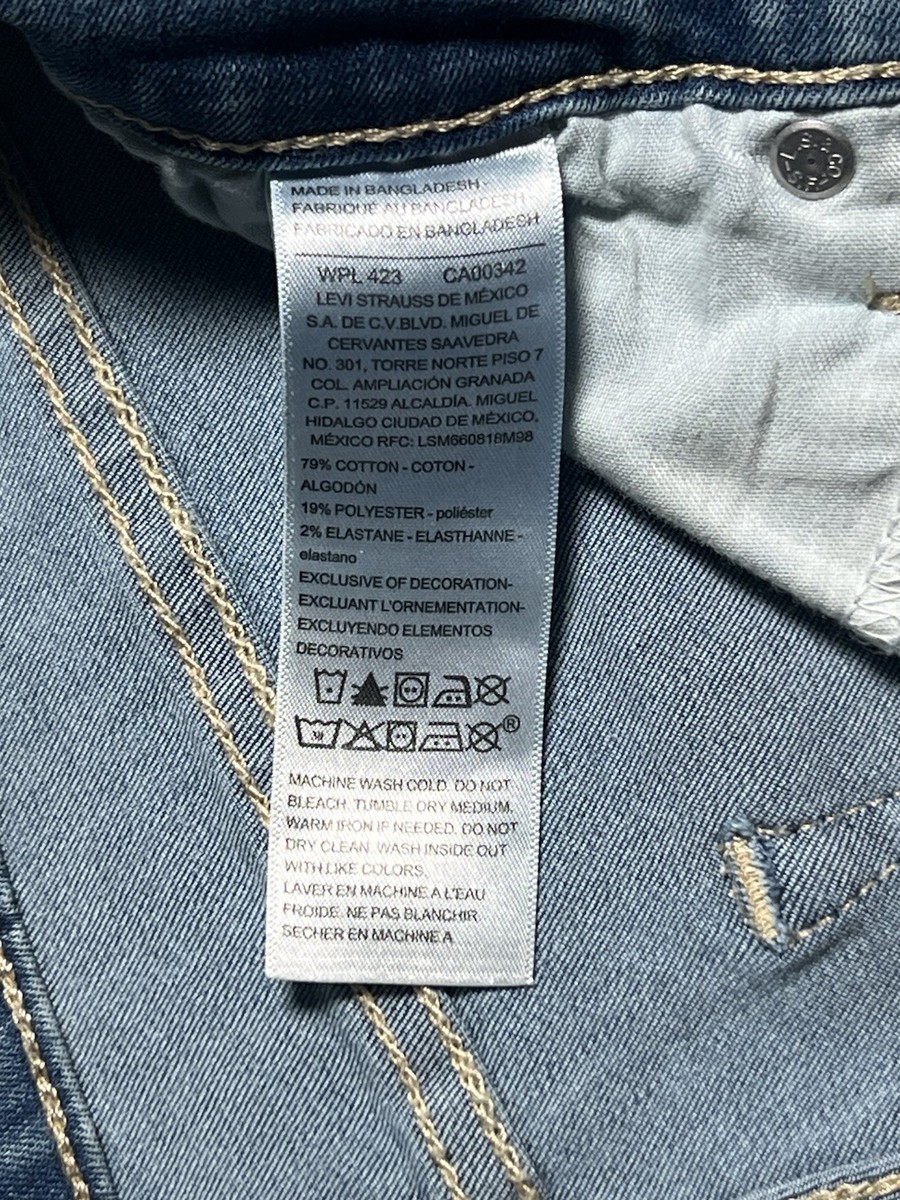 MADE IN BANGLADESH
FABRIQUÉ AU BANGLADESH
FABRICADO EN BANGLADESH
WPL 423 CA00342
LEVI STRAUSS DE MÉXICO
S.A. DE C.V.BLVD. MIGUEL DE
CERVANTES SAAVEDRA
NO. 301, TORRE NORTE PISO 7
COL. AMPLIACIÓN GRANADA
C.P. 11529 ALCALDÍA. MIGUEL
HIDALGO CIUDAD DE MÉXICO,
MÉXICO RFC: LSM660818M98
79% COTTON - COTON -
ALGODÓN
19% POLYESTER - poliéster
2% ELASTANE - ELASTHANNE -
elastano
EXCLUSIVE OF DECORATION-
EXCLUANT L'ORNEMENTATION-
EXCLUYENDO ELEMENTOS
DECORATIVOS
®
MACHINE WASH COLD. DO NOT
BLEACH. TUMBLE DRY MEDIUM.
WARM IRON IF NEEDED. DO NOT
DRY CLEAN. WASH INSIDE OUT
WITH LIKE COLORS.
LAVER EN MACHINE A L'EAU
FROIDE. NE PAS BLANCHIR.
SECHER EN MACHINE A